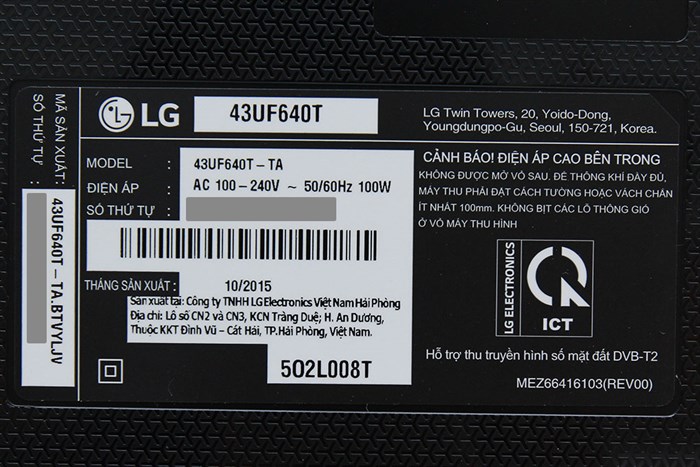 LG
43UF640T
LG Twin Towers, 20, Yoido-Dong,
Youngdungpo-Gu, Seoul, 150-721, Korea.
MODEL : 43UF640T-TA
ĐIỆN ÁP : AC 100-240V ~ 50/60Hz 100W
SỐ THỨ TỰ :
THÁNG SẢN XUẤT: 10/2015
Sản xuất tại: Công ty TNHH LG Electronics Việt Nam Hải Phòng
Địa chỉ: Lô số CN2 và CN3, KCN Tràng Duệ; H. An Dương,
Thuộc KKT Đình Vũ - Cát Hải, TP.Hải Phòng, Việt Nam.
502L008T
CẢNH BÁO! ĐIỆN ÁP CAO BÊN TRONG
KHÔNG ĐƯỢC MỞ VỎ SAU. ĐỂ THÔNG KHÍ ĐẦY ĐỦ,
MÁY THU PHẢI ĐẶT CÁCH TƯỜNG HOẶC VÁCH CHẮN
ÍT NHẤT 100mm. KHÔNG BỊT CÁC LỖ THÔNG GIÓ
Ở VỎ MÁY THU HÌNH
LG ELECTRONICS
ICT
Hỗ trợ thu truyền hình số mặt đất DVB-T2
MEZ66416103(REV00)
MÃ SẢN XUẤT:
SỐ THỨ TỰ :
43UF640T-TA.BTVYLJV